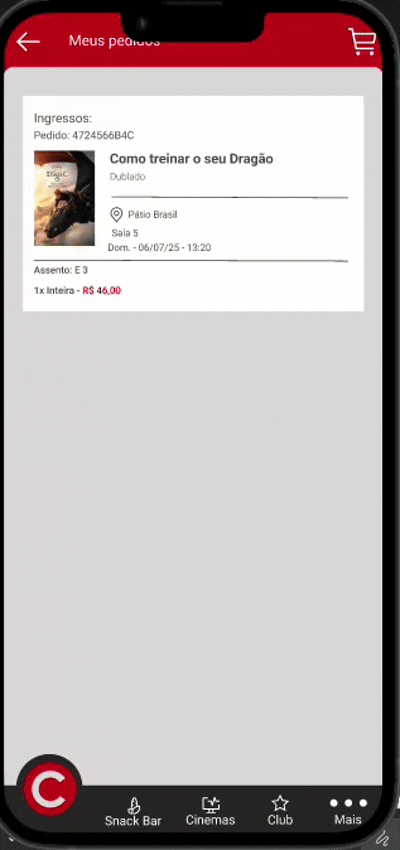 Meus pedidos
Ingressos:
Pedido: 4724566B4C
Como treinar o seu Dragão
Dublado
Pátio Brasil
Sala 5
Dom. - 06/07/25 - 13:20
Assento: E 3
1x Inteira - R$ 46,00
C
Snack Bar
Cinemas
Club
Mais